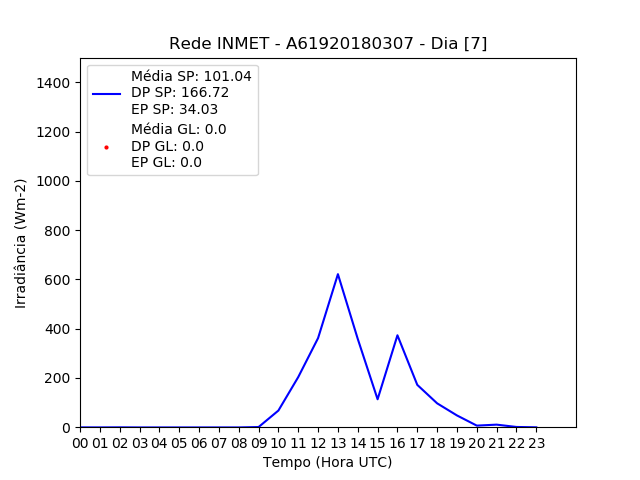 Rede INMET - A61920180307 - Dia [7]
Média SP: 101.04
DP SP: 166.72
EP SP: 34.03
Média GL: 0.0
DP GL: 0.0
EP GL: 0.0
1400
1200
1000
800
600
400
200
0
Irradiância (Wm-2)
00 01 02 03 04 05 06 07 08 09 10 11 12 13 14 15 16 17 18 19 20 21 22 23
Tempo (Hora UTC)